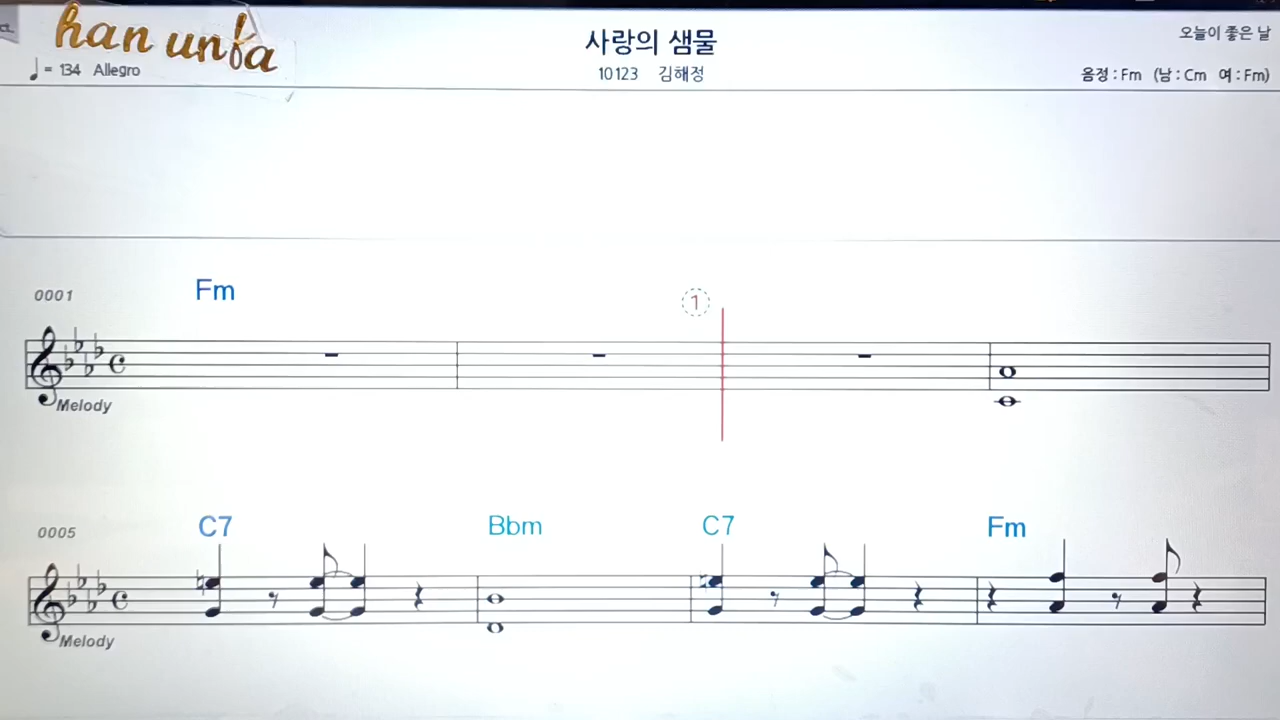 han unfa
사랑의 샘물
오늘이 좋은 날
♩= 134 Allegro
10123 김해정
음정 : Fm (남 : Cm 여 : Fm)
0001
Fm
1
Melody
0005
C7 Bbm C7 Fm
Melody